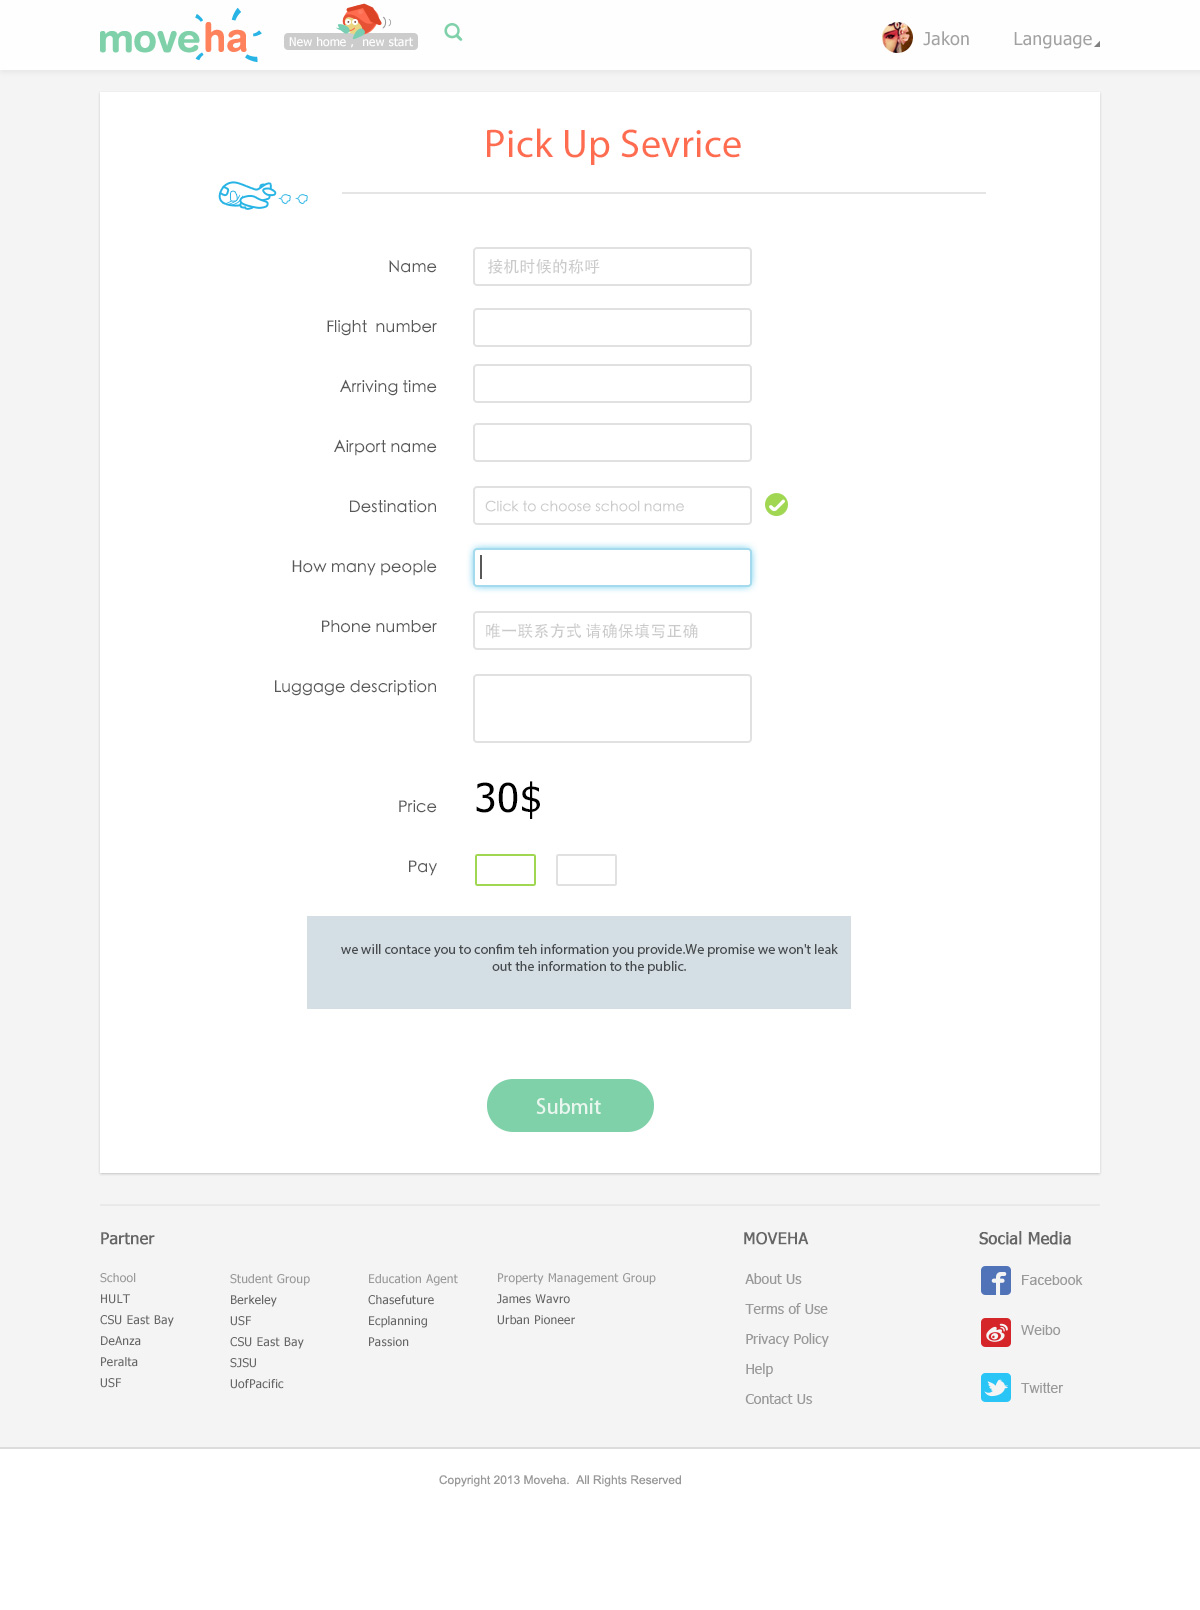 moveha
New home , new start
Jakon
Language
Pick Up Sevrice
Name
接机时候的称呼
Flight number
Arriving time
Airport name
Destination
Click to choose school name
How many people
Phone number
唯一联系方式 请确保填写正确
Luggage description
Price
30$
Pay
we will contace you to confim teh information you provide.We promise we won't leak
out the information to the public.
Submit
Partner
School
HULT
CSU East Bay
DeAnza
Peralta
USF
Student Group
Berkeley
USF
CSU East Bay
SJSU
UofPacific
Education Agent
Chasefuture
Ecplanning
Passion
Property Management Group
James Wavro
Urban Pioneer
MOVEHA
About Us
Terms of Use
Privacy Policy
Help
Contact Us
Social Media
Facebook
Weibo
Twitter
Copyright 2013 Moveha. All Rights Reserved